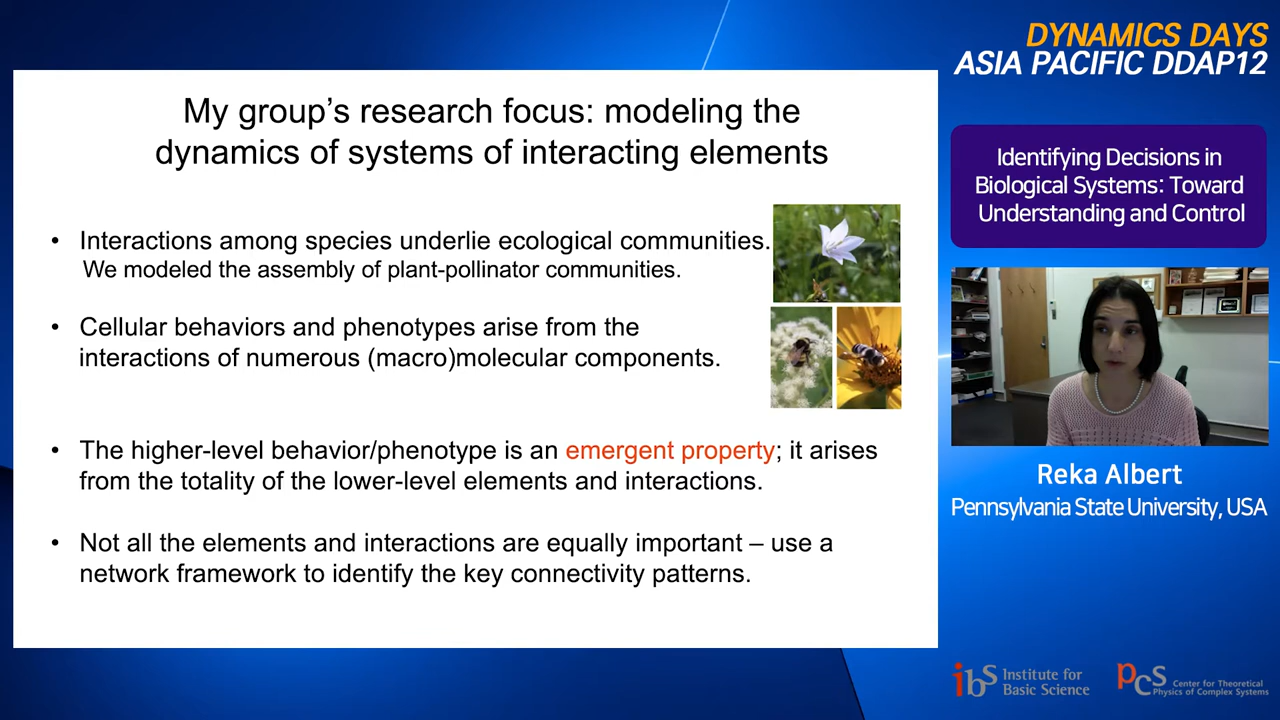 My group's research focus: modeling the
dynamics of systems of interacting elements
• Interactions among species underlie ecological communities.
We modeled the assembly of plant-pollinator communities.
• Cellular behaviors and phenotypes arise from the
interactions of numerous (macro)molecular components.
• The higher-level behavior/phenotype is an emergent property; it arises
from the totality of the lower-level elements and interactions.
• Not all the elements and interactions are equally important – use a
network framework to identify the key connectivity patterns.
DYNAMICS DAYS
ASIA PACIFIC DDAP12
Identifying Decisions in
Biological Systems: Toward
Understanding and Control
Reka Albert
Pennsylvania State University, USA
ibS Institute for
Basic Science
PCS Center for Theoretical
Physics of Complex Systems